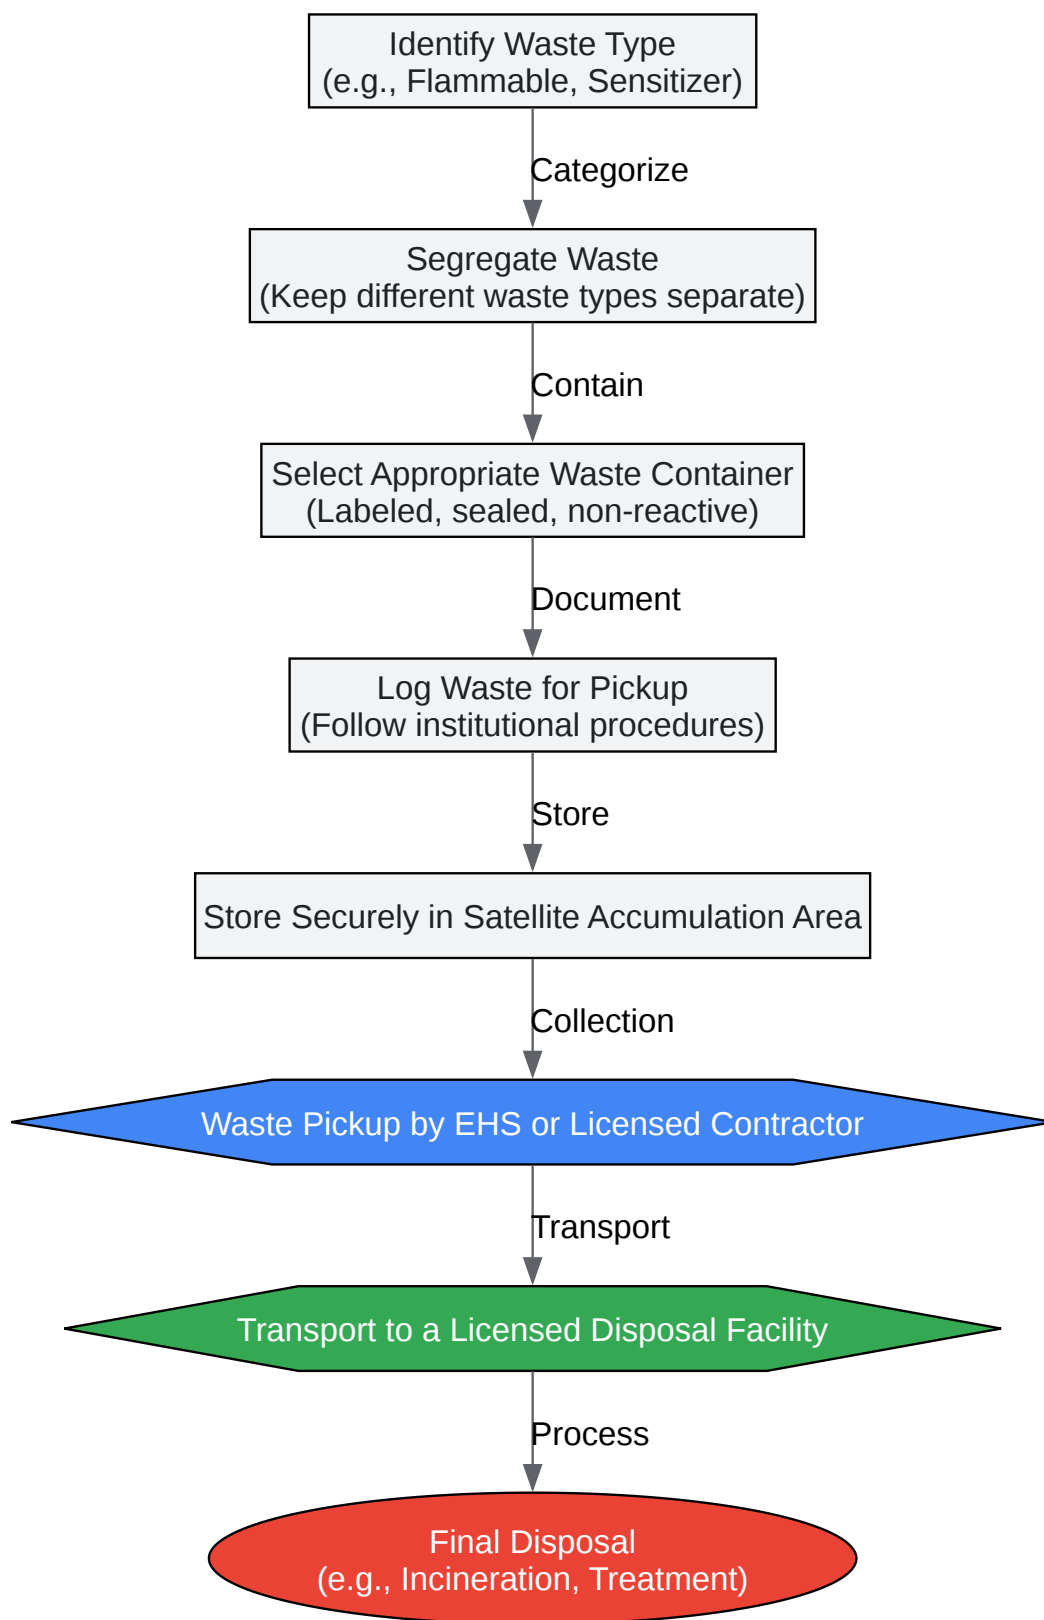 Identify Waste Type
(e.g., Flammable, Sensitizer)
Categorize
Segregate Waste
(Keep different waste types separate)
Contain
Select Appropriate Waste Container
(Labeled, sealed, non-reactive)
Document
Log Waste for Pickup
(Follow institutional procedures)
Store
Store Securely in Satellite Accumulation Area
Collection
Waste Pickup by EHS or Licensed Contractor
Transport
Transport to a Licensed Disposal Facility
Process
Final Disposal
(e.g., Incineration, Treatment)